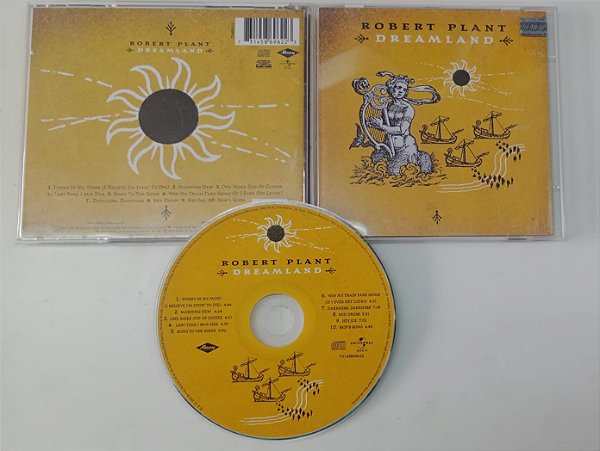 ROBERT PLANT
DREAMLAND
1. FUNNY IN MY MIND (I BELIEVE I'M FIXIN' TO DIE) 2. MORNING DEW 3. ONE MORE CUP OF COFFEE
4. LAST TIME I SAW HER 5. SONG TO THE SIREN 6. WIN MY TRAIN FARE HOME (IF I EVER GET LUCKY)
7. DARKNESS, DARKNESS 8. RED DRESS 9. HEY JOE 10. SKIP'S SONG
ROBERT PLANT
DREAMLAND
ROBERT PLANT
DREAMLAND
1. FUNNY IN MY MIND
(I BELIEVE I'M FIXIN' TO DIE)
2. MORNING DEW
3. ONE MORE CUP OF COFFEE
4. LAST TIME I SAW HER
5. SONG TO THE SIREN
6. WIN MY TRAIN FARE HOME
(IF I EVER GET LUCKY)
7. DARKNESS, DARKNESS
8. RED DRESS
9. HEY JOE
10. SKIP'S SONG
UNIVERSAL